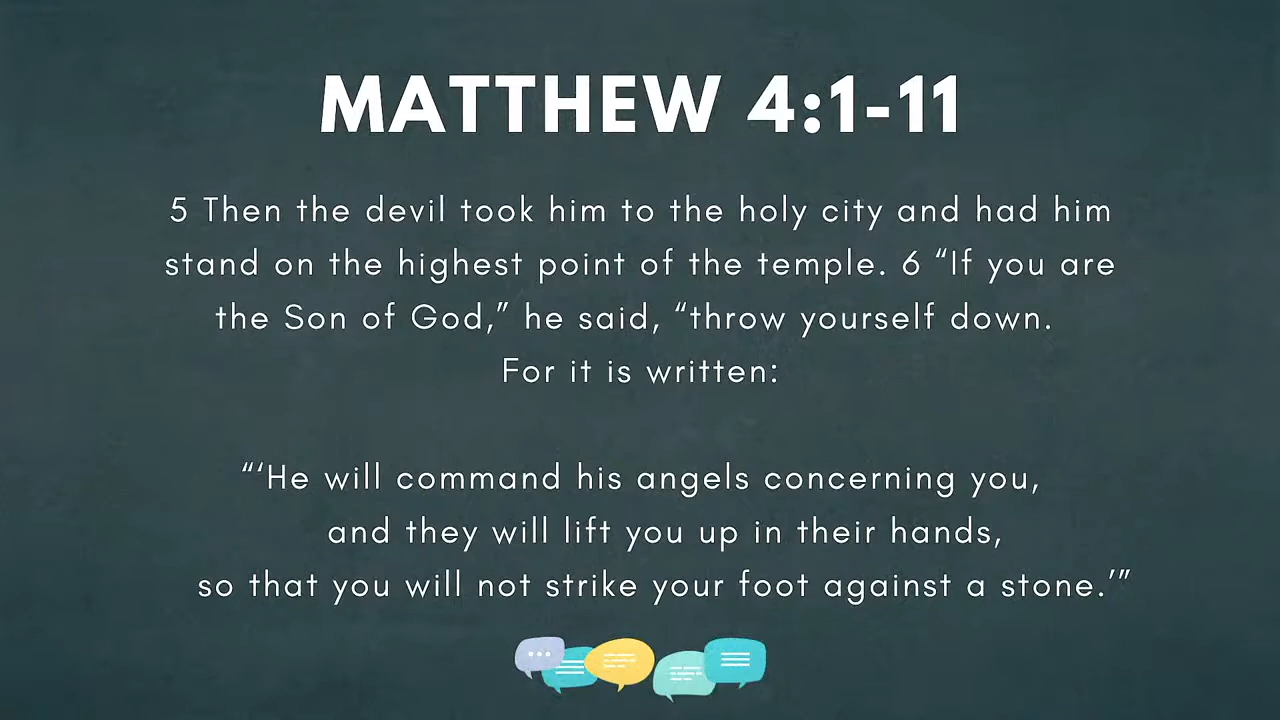 MATTHEW 4:1-11
5 Then the devil took him to the holy city and had him
stand on the highest point of the temple. 6 “If you are
the Son of God,” he said, “throw yourself down.
For it is written:
“‘He will command his angels concerning you,
and they will lift you up in their hands,
so that you will not strike your foot against a stone.’”